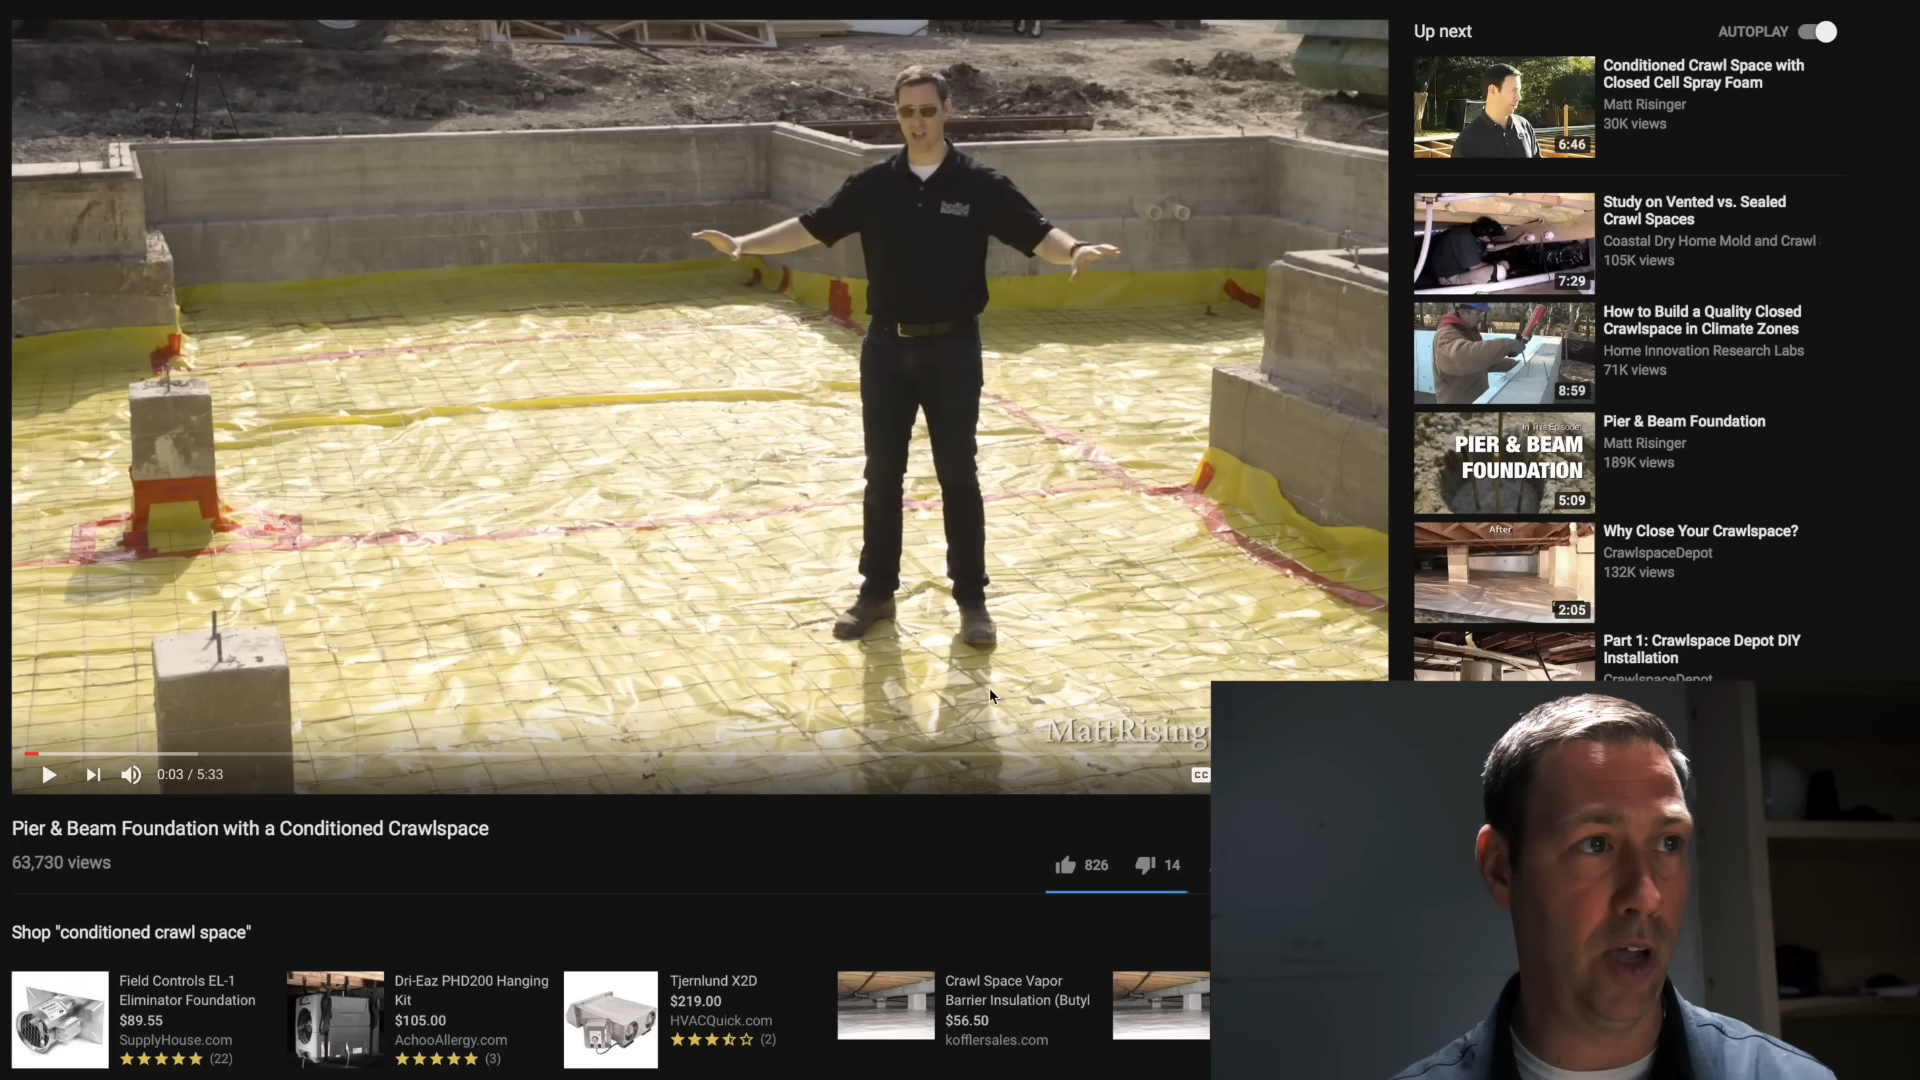 Up next
AUTOPLAY
Conditioned Crawl Space with
Closed Cell Spray Foam
Matt Risinger
30K views
6:46
Study on Vented vs. Sealed
Crawl Spaces
Coastal Dry Home Mold and Crawl
105K views
7:29
How to Build a Quality Closed
Crawlspace in Climate Zones
Home Innovation Research Labs
71K views
8:59
In This Episode:
PIER & BEAM
FOUNDATION
5:09
Pier & Beam Foundation
Matt Risinger
189K views
After
2:05
Why Close Your Crawlspace?
CrawlspaceDepot
132K views
Part 1: Crawlspace Depot DIY
Installation
CrawlspaceDepot
MattRising
0:03 / 5:33
CC
Pier & Beam Foundation with a Conditioned Crawlspace
63,730 views
826
14
Shop "conditioned crawl space"
Field Controls EL-1
Eliminator Foundation
$89.55
SupplyHouse.com
(22)
Dri-Eaz PHD200 Hanging
Kit
$105.00
AchooAllergy.com
(3)
Tjernlund X2D
$219.00
HVACQuick.com
(2)
Crawl Space Vapor
Barrier Insulation (Butyl
$56.50
kofflersales.com